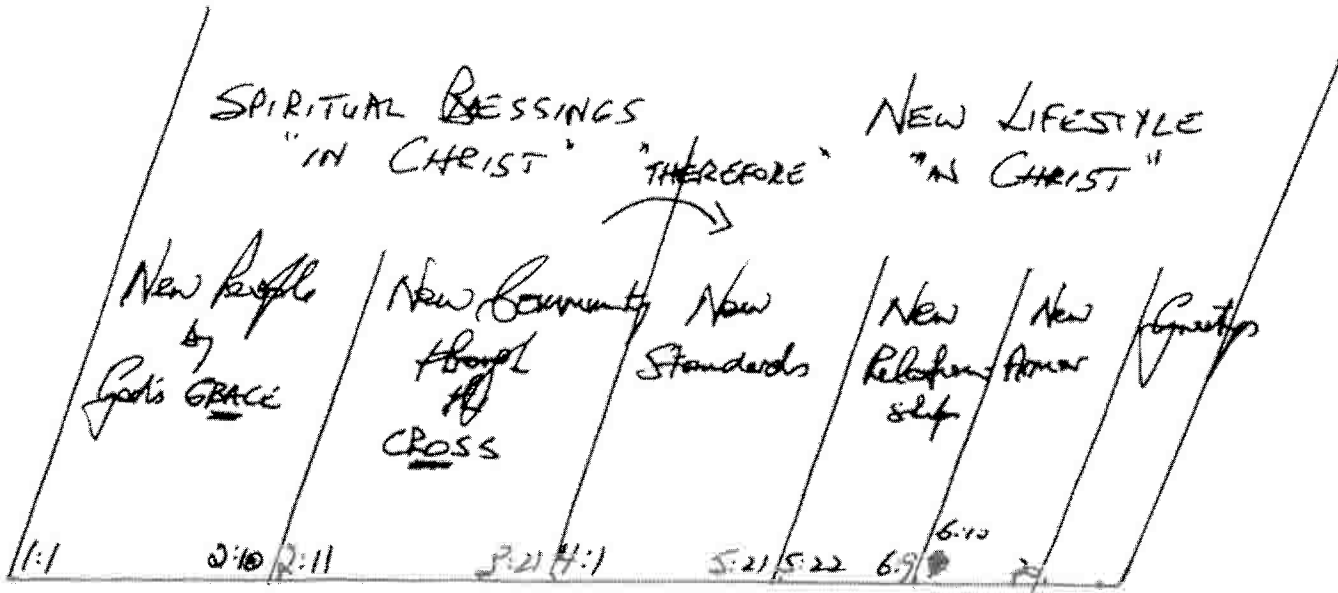 SPIRITUAL BLESSINGS
"IN CHRIST"
"THEREFORE"
NEW LIFESTYLE
"IN CHRIST"
New People
by
God's GRACE
New Community
through
the
CROSS
New
Standards
New
Relation
ship
New
Armor
Greetings
1:1
2:10
2:11
3:21
4:1
5:21
5:22
6:9
6:10